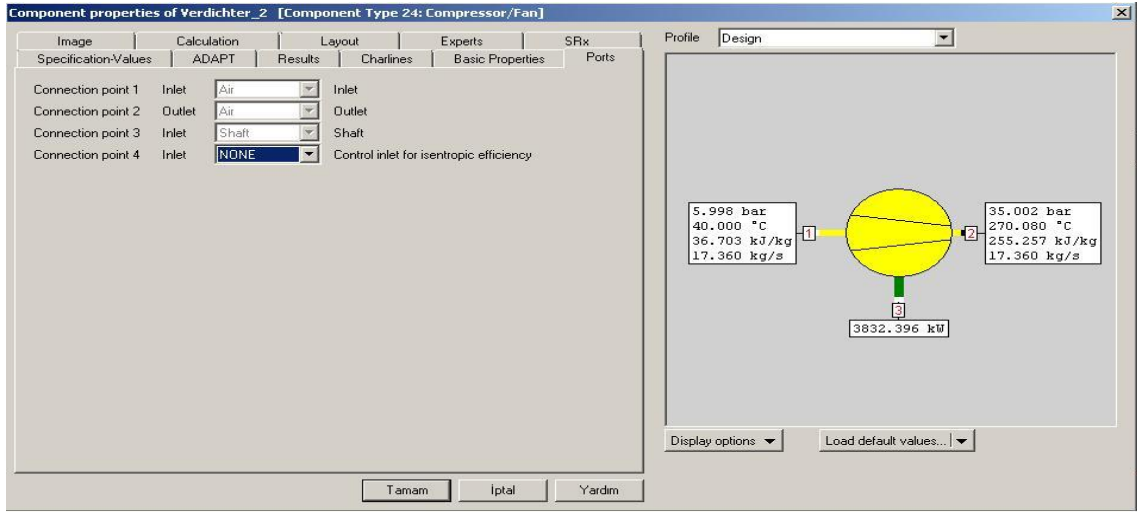 Component properties of Verdichter_2 [Component Type 24: Compressor/Fan]
Image Calculation Layout Experts SRx
Specification-Values ADAPT Results Charlines Basic Properties Ports
Connection point 1 Inlet Air Inlet
Connection point 2 Outlet Air Outlet
Connection point 3 Inlet Shaft Shaft
Connection point 4 Inlet NONE Control inlet for isentropic efficiency
Tamam İptal Yardım
Profile Design
5.998 bar
40.000 °C
36.703 kJ/kg
17.360 kg/s
1
2
35.002 bar
270.080 °C
255.257 kJ/kg
17.360 kg/s
3
3832.396 kW
Display options Load default values...